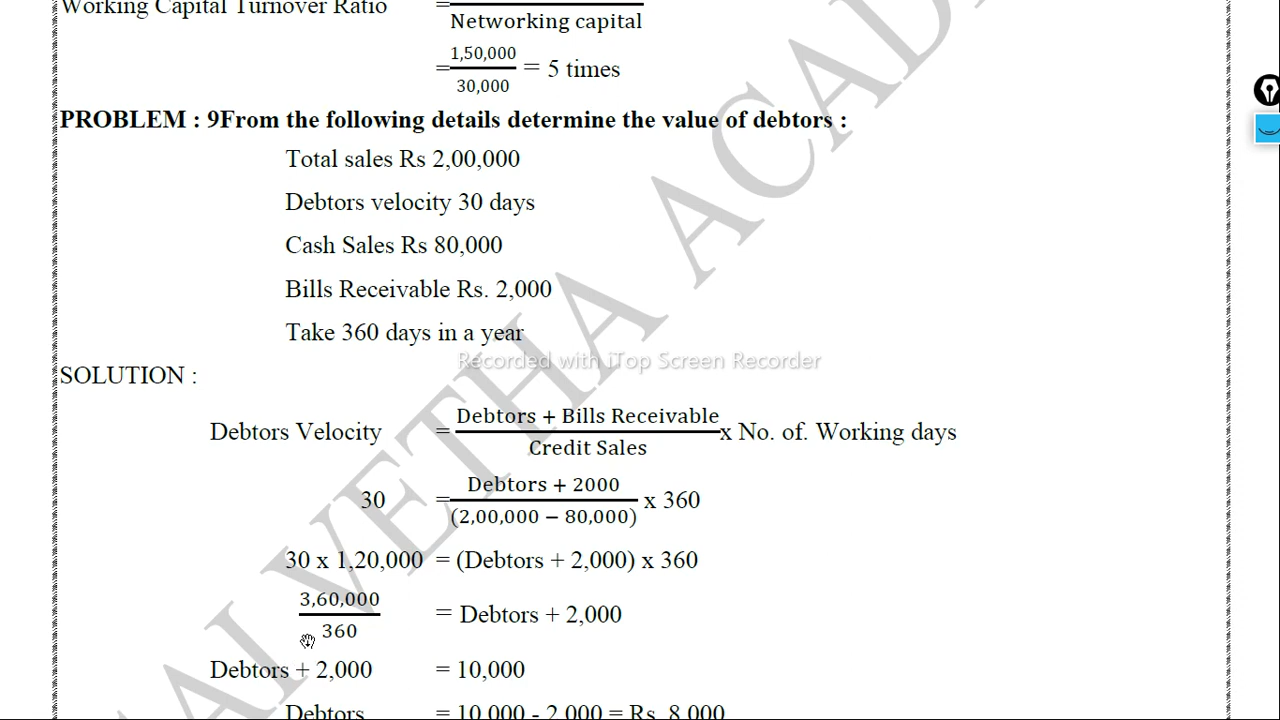 Working Capital Turnover Ratio =
Networking capital
= 1,50,000 / 30,000 = 5 times
PROBLEM : 9From the following details determine the value of debtors :
Total sales Rs 2,00,000
Debtors velocity 30 days
Cash Sales Rs 80,000
Bills Receivable Rs. 2,000
Take 360 days in a year
Recorded with iTop Screen Recorder
SOLUTION :
Debtors Velocity = Debtors + Bills Receivable / Credit Sales x No. of. Working days
30 = Debtors + 2000 / (2,00,000 − 80,000) x 360
30 x 1,20,000 = (Debtors + 2,000) x 360
3,60,000 / 360 = Debtors + 2,000
Debtors + 2,000 = 10,000
Debtors = 10,000 - 2,000 = Rs. 8,000
AI VETHA ACAD